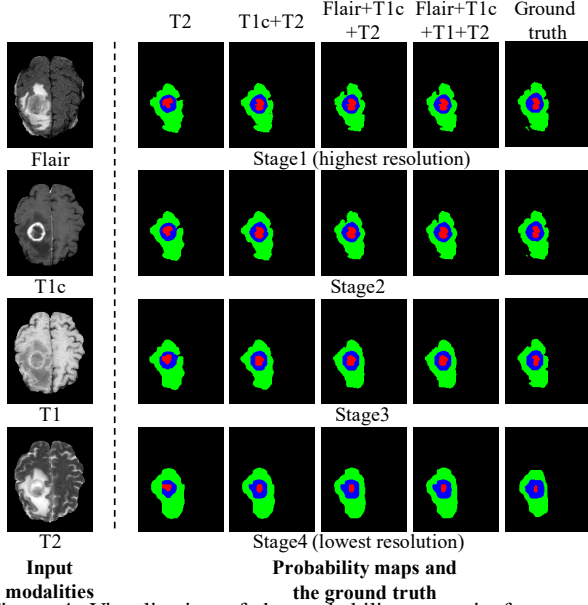 T2 T1c+T2 Flair+T1c Flair+T1c Ground
+T2 +T1+T2 truth
Flair Stage1 (highest resolution)
T1c Stage2
T1 Stage3
T2 Stage4 (lowest resolution)
Input Probability maps and
modalities the ground truth